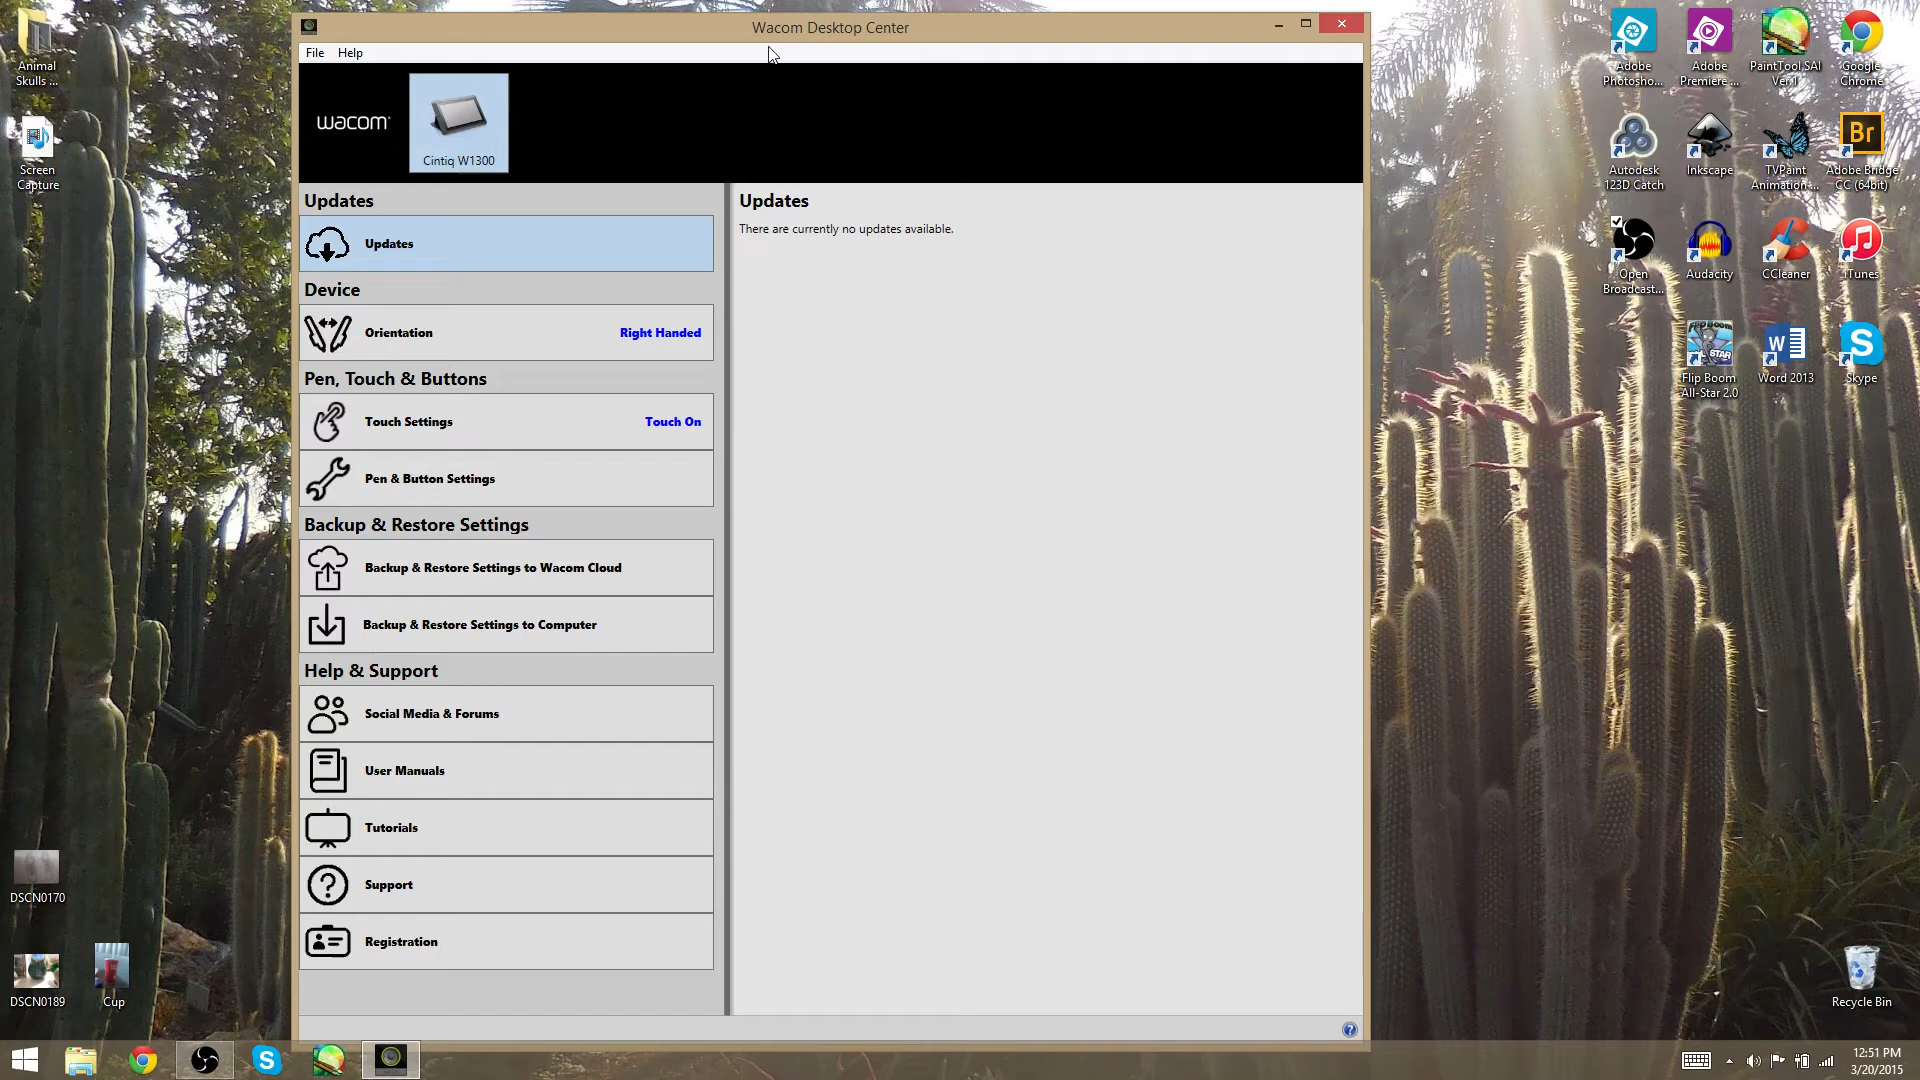 Wacom Desktop Center
File Help
wacom
Cintiq W1300
Updates
Updates
Device
Orientation Right Handed
Pen, Touch & Buttons
Touch Settings Touch On
Pen & Button Settings
Backup & Restore Settings
Backup & Restore Settings to Wacom Cloud
Backup & Restore Settings to Computer
Help & Support
Social Media & Forums
User Manuals
Tutorials
Support
Registration
Updates
There are currently no updates available.
Animal
Skulls ...
Screen
Capture
DSCN0170
DSCN0189
Cup
Adobe
Photosho...
Adobe
Premiere ...
PaintTool SAI
Ver.1
Google
Chrome
Autodesk
123D Catch
Inkscape
TVPaint
Animation ...
Br
Adobe Bridge
CC (64bit)
Open
Broadcast...
Audacity
CCleaner
iTunes
Flip Boom
All-Star 2.0
Word 2013
Skype
Recycle Bin
12:51 PM
3/20/2015